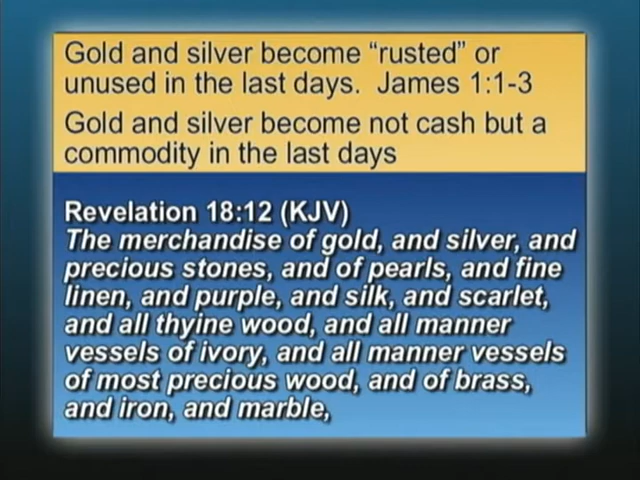 Gold and silver become “rusted” or
unused in the last days.  James 1:1-3
Gold and silver become not cash but a
commodity in the last days
Revelation 18:12 (KJV)
The merchandise of gold, and silver, and
precious stones, and of pearls, and fine
linen, and purple, and silk, and scarlet,
and all thyine wood, and all manner
vessels of ivory, and all manner vessels
of most precious wood, and of brass,
and iron, and marble,